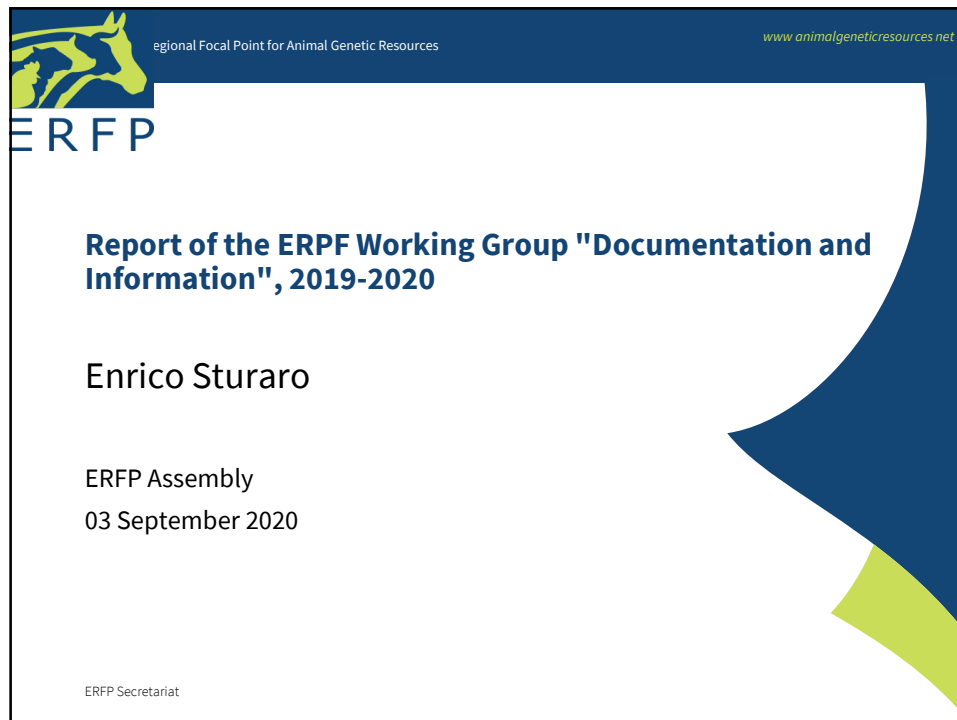 egional Focal Point for Animal Genetic Resources
www animalgeneticresources net
ERFP
Report of the ERPF Working Group "Documentation and
Information", 2019-2020
Enrico Sturaro
ERFP Assembly
03 September 2020
ERFP Secretariat